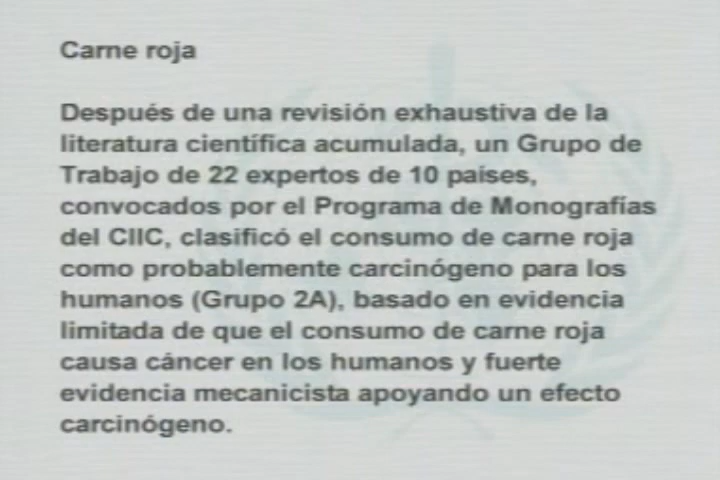 Carne roja
Después de una revisión exhaustiva de la
literatura científica acumulada, un Grupo de
Trabajo de 22 expertos de 10 países,
convocados por el Programa de Monografías
del CIIC, clasificó el consumo de carne roja
como probablemente carcinógeno para los
humanos (Grupo 2A), basado en evidencia
limitada de que el consumo de carne roja
causa cáncer en los humanos y fuerte
evidencia mecanicista apoyando un efecto
carcinógeno.